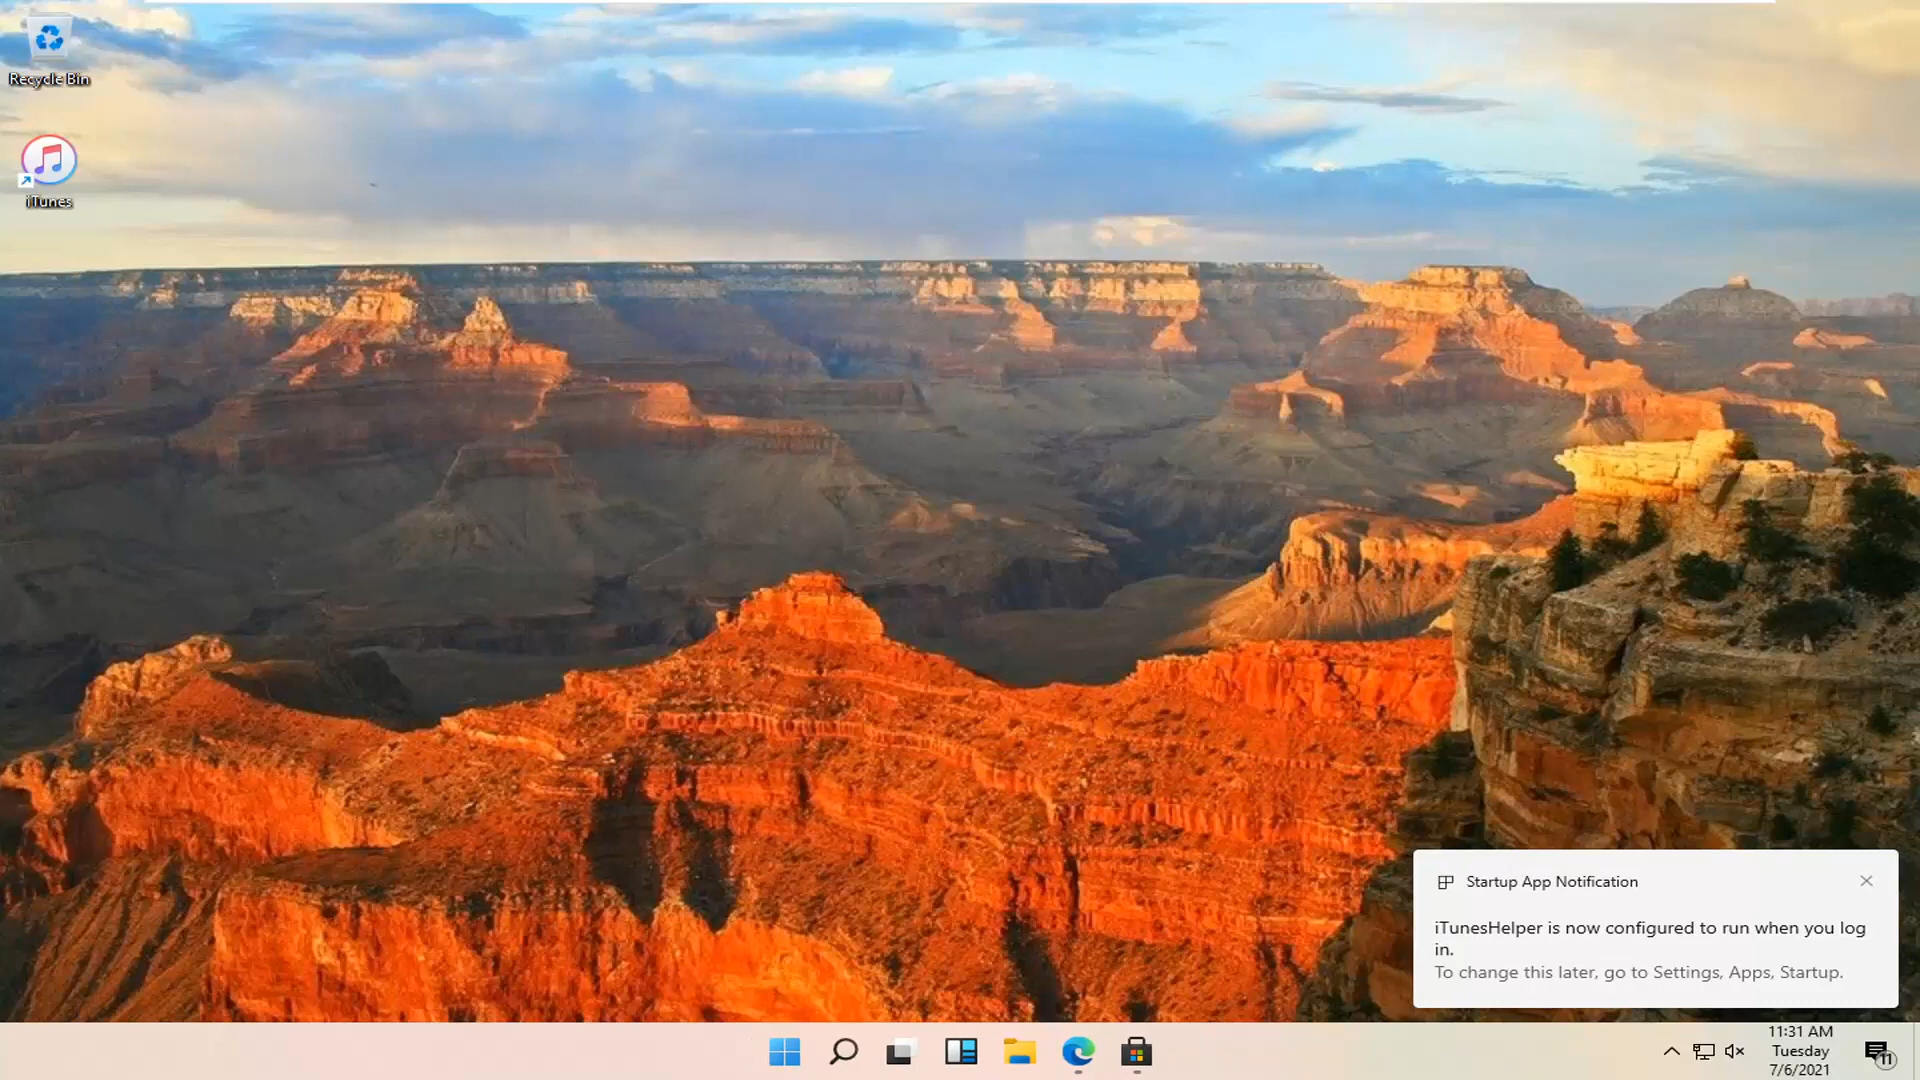 Recycle Bin
iTunes
Startup App Notification
iTunesHelper is now configured to run when you log
in.
To change this later, go to Settings, Apps, Startup.
11:31 AM
Tuesday
7/6/2021
11